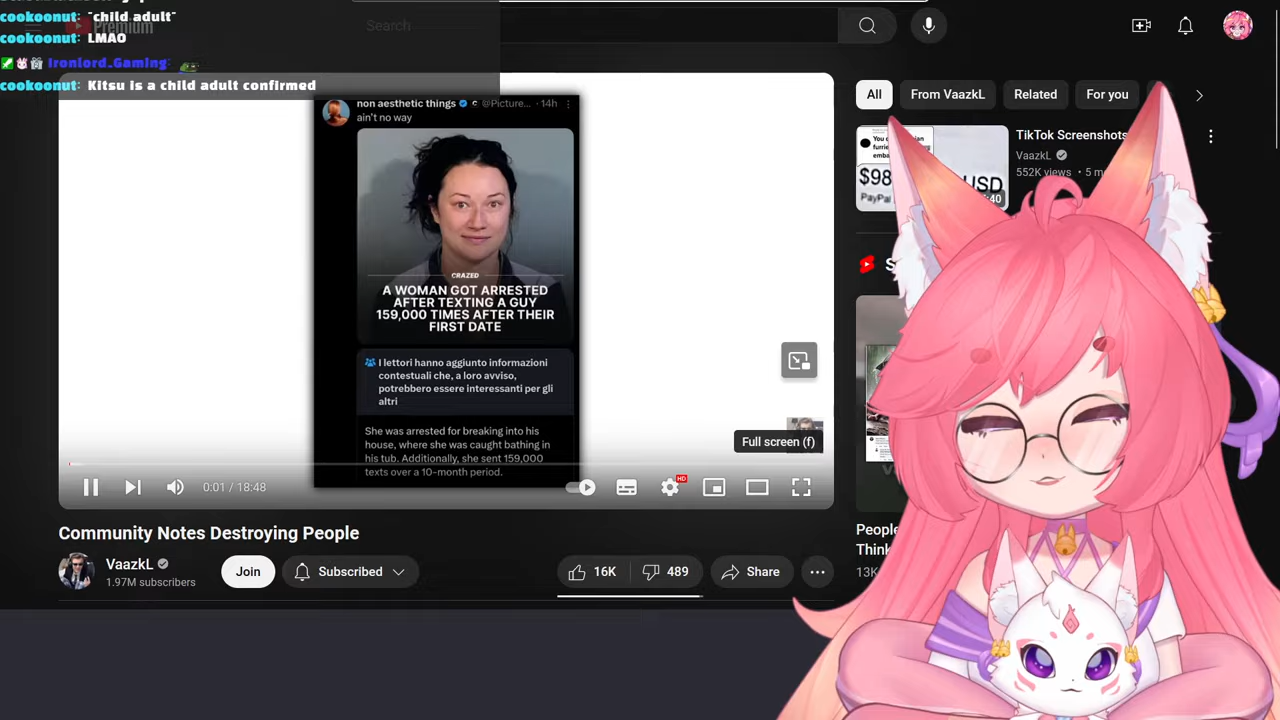 cookoonut: "child adult"
cookoonut: LMAO
Ironlord_Gaming:
cookoonut: Kitsu is a child adult confirmed
Premium
Search
non aesthetic things @Picture... · 14h
ain't no way
CRAZED
A WOMAN GOT ARRESTED
AFTER TEXTING A GUY
159,000 TIMES AFTER THEIR
FIRST DATE
I lettori hanno aggiunto informazioni
contestuali che, a loro avviso,
potrebbero essere interessanti per gli
altri
She was arrested for breaking into his
house, where she was caught bathing in
his tub. Additionally, she sent 159,000
texts over a 10-month period.
Full screen (f)
0:01 / 18:48
HD
Community Notes Destroying People
VaazkL
1.97M subscribers
Join
Subscribed
16K
489
Share
All
From VaazkL
Related
For you
$98
USD
PayPal
:40
TikTok Screenshots
VaazkL
552K views • 5 m
S
People
Think
13K